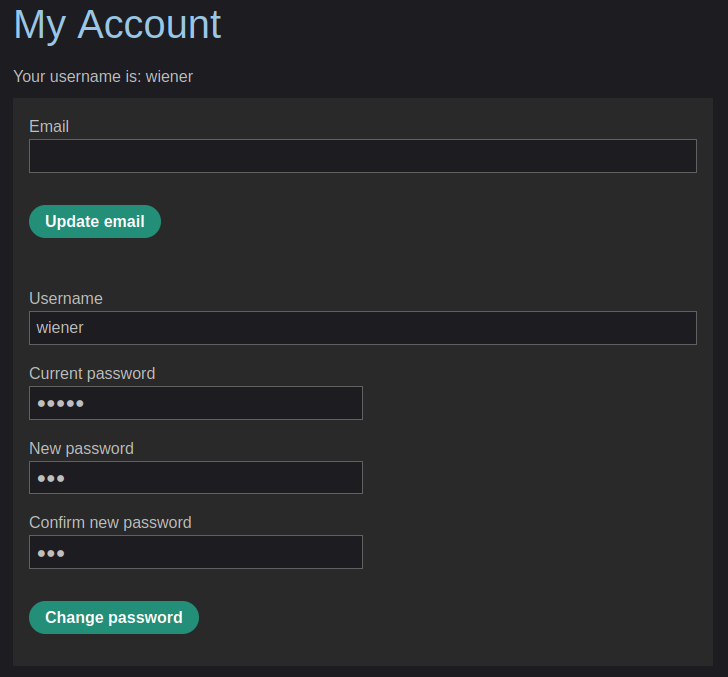 My Account
Your username is: wiener
Email
Update email
Username
wiener
Current password
●●●●●
New password
●●●
Confirm new password
●●●
Change password